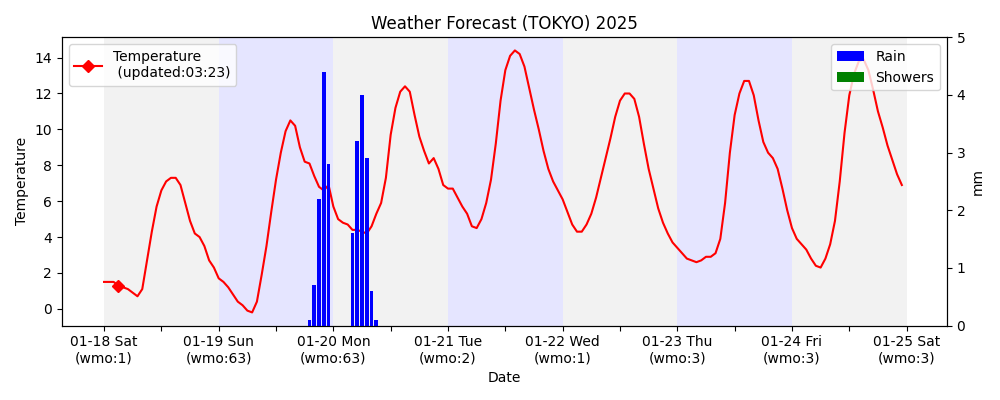 Weather Forecast (TOKYO) 2025
Temperature
(updated:03:23)
Rain
Showers
Temperature
14
12
10
8
6
4
2
0
5
4
3
2
1
0
mm
01-18 Sat
(wmo:1)
01-19 Sun
(wmo:63)
01-20 Mon
(wmo:63)
01-21 Tue
(wmo:2)
01-22 Wed
(wmo:1)
01-23 Thu
(wmo:3)
01-24 Fri
(wmo:3)
01-25 Sat
(wmo:3)
Date